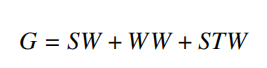 G = SW + WW + STW